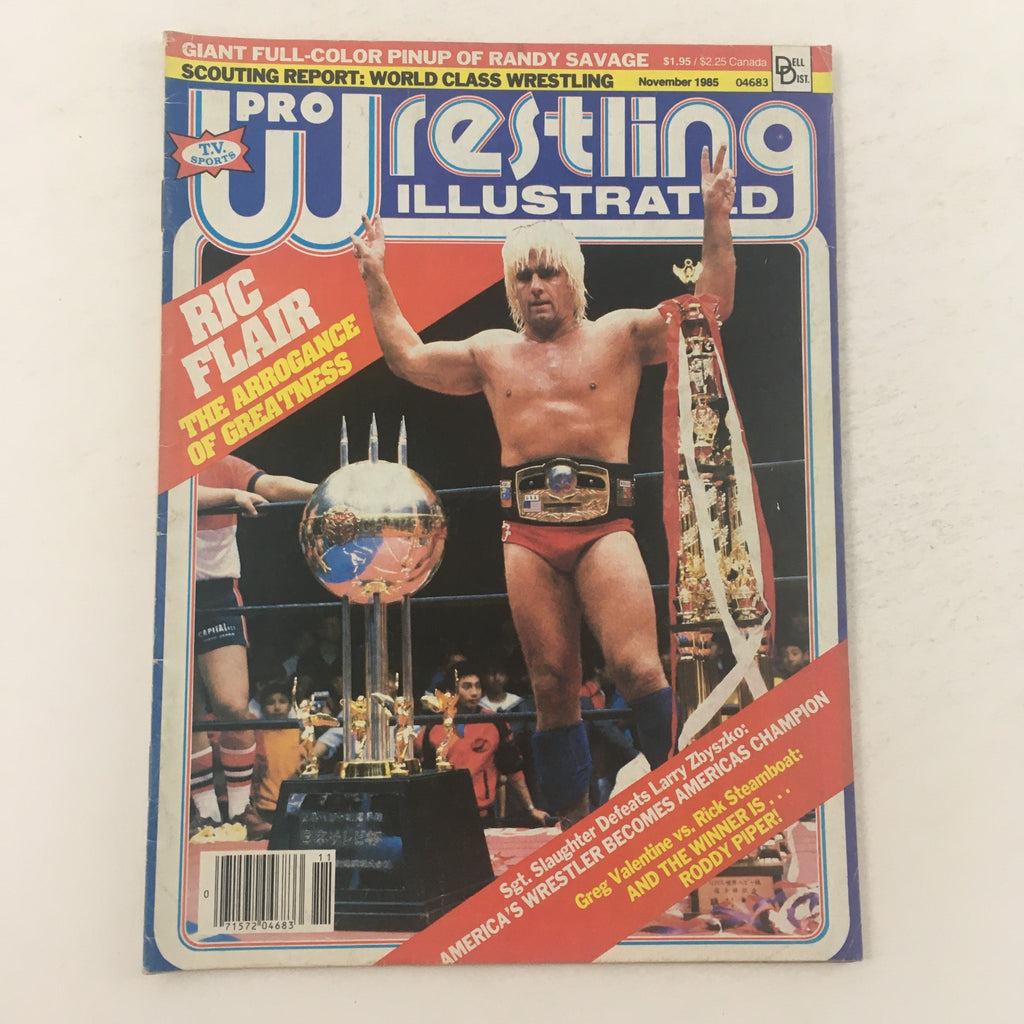 GIANT FULL-COLOR PINUP OF RANDY SAVAGE $1.95 / $2.25 Canada
SCOUTING REPORT: WORLD CLASS WRESTLING November 1985 04683
DELL
DIST.
PRO
Wrestling
ILLUSTRATED
T.V.
SPORTS
RIC
FLAIR
THE ARROGANCE
OF GREATNESS
CAPITAL
Sgt. Slaughter Defeats Larry Zbyszko:
AMERICA'S WRESTLER BECOMES AMERICAS CHAMPION
Greg Valentine vs. Rick Steamboat:
AND THE WINNER IS . . .
RODDY PIPER!
11
0
71572 04683